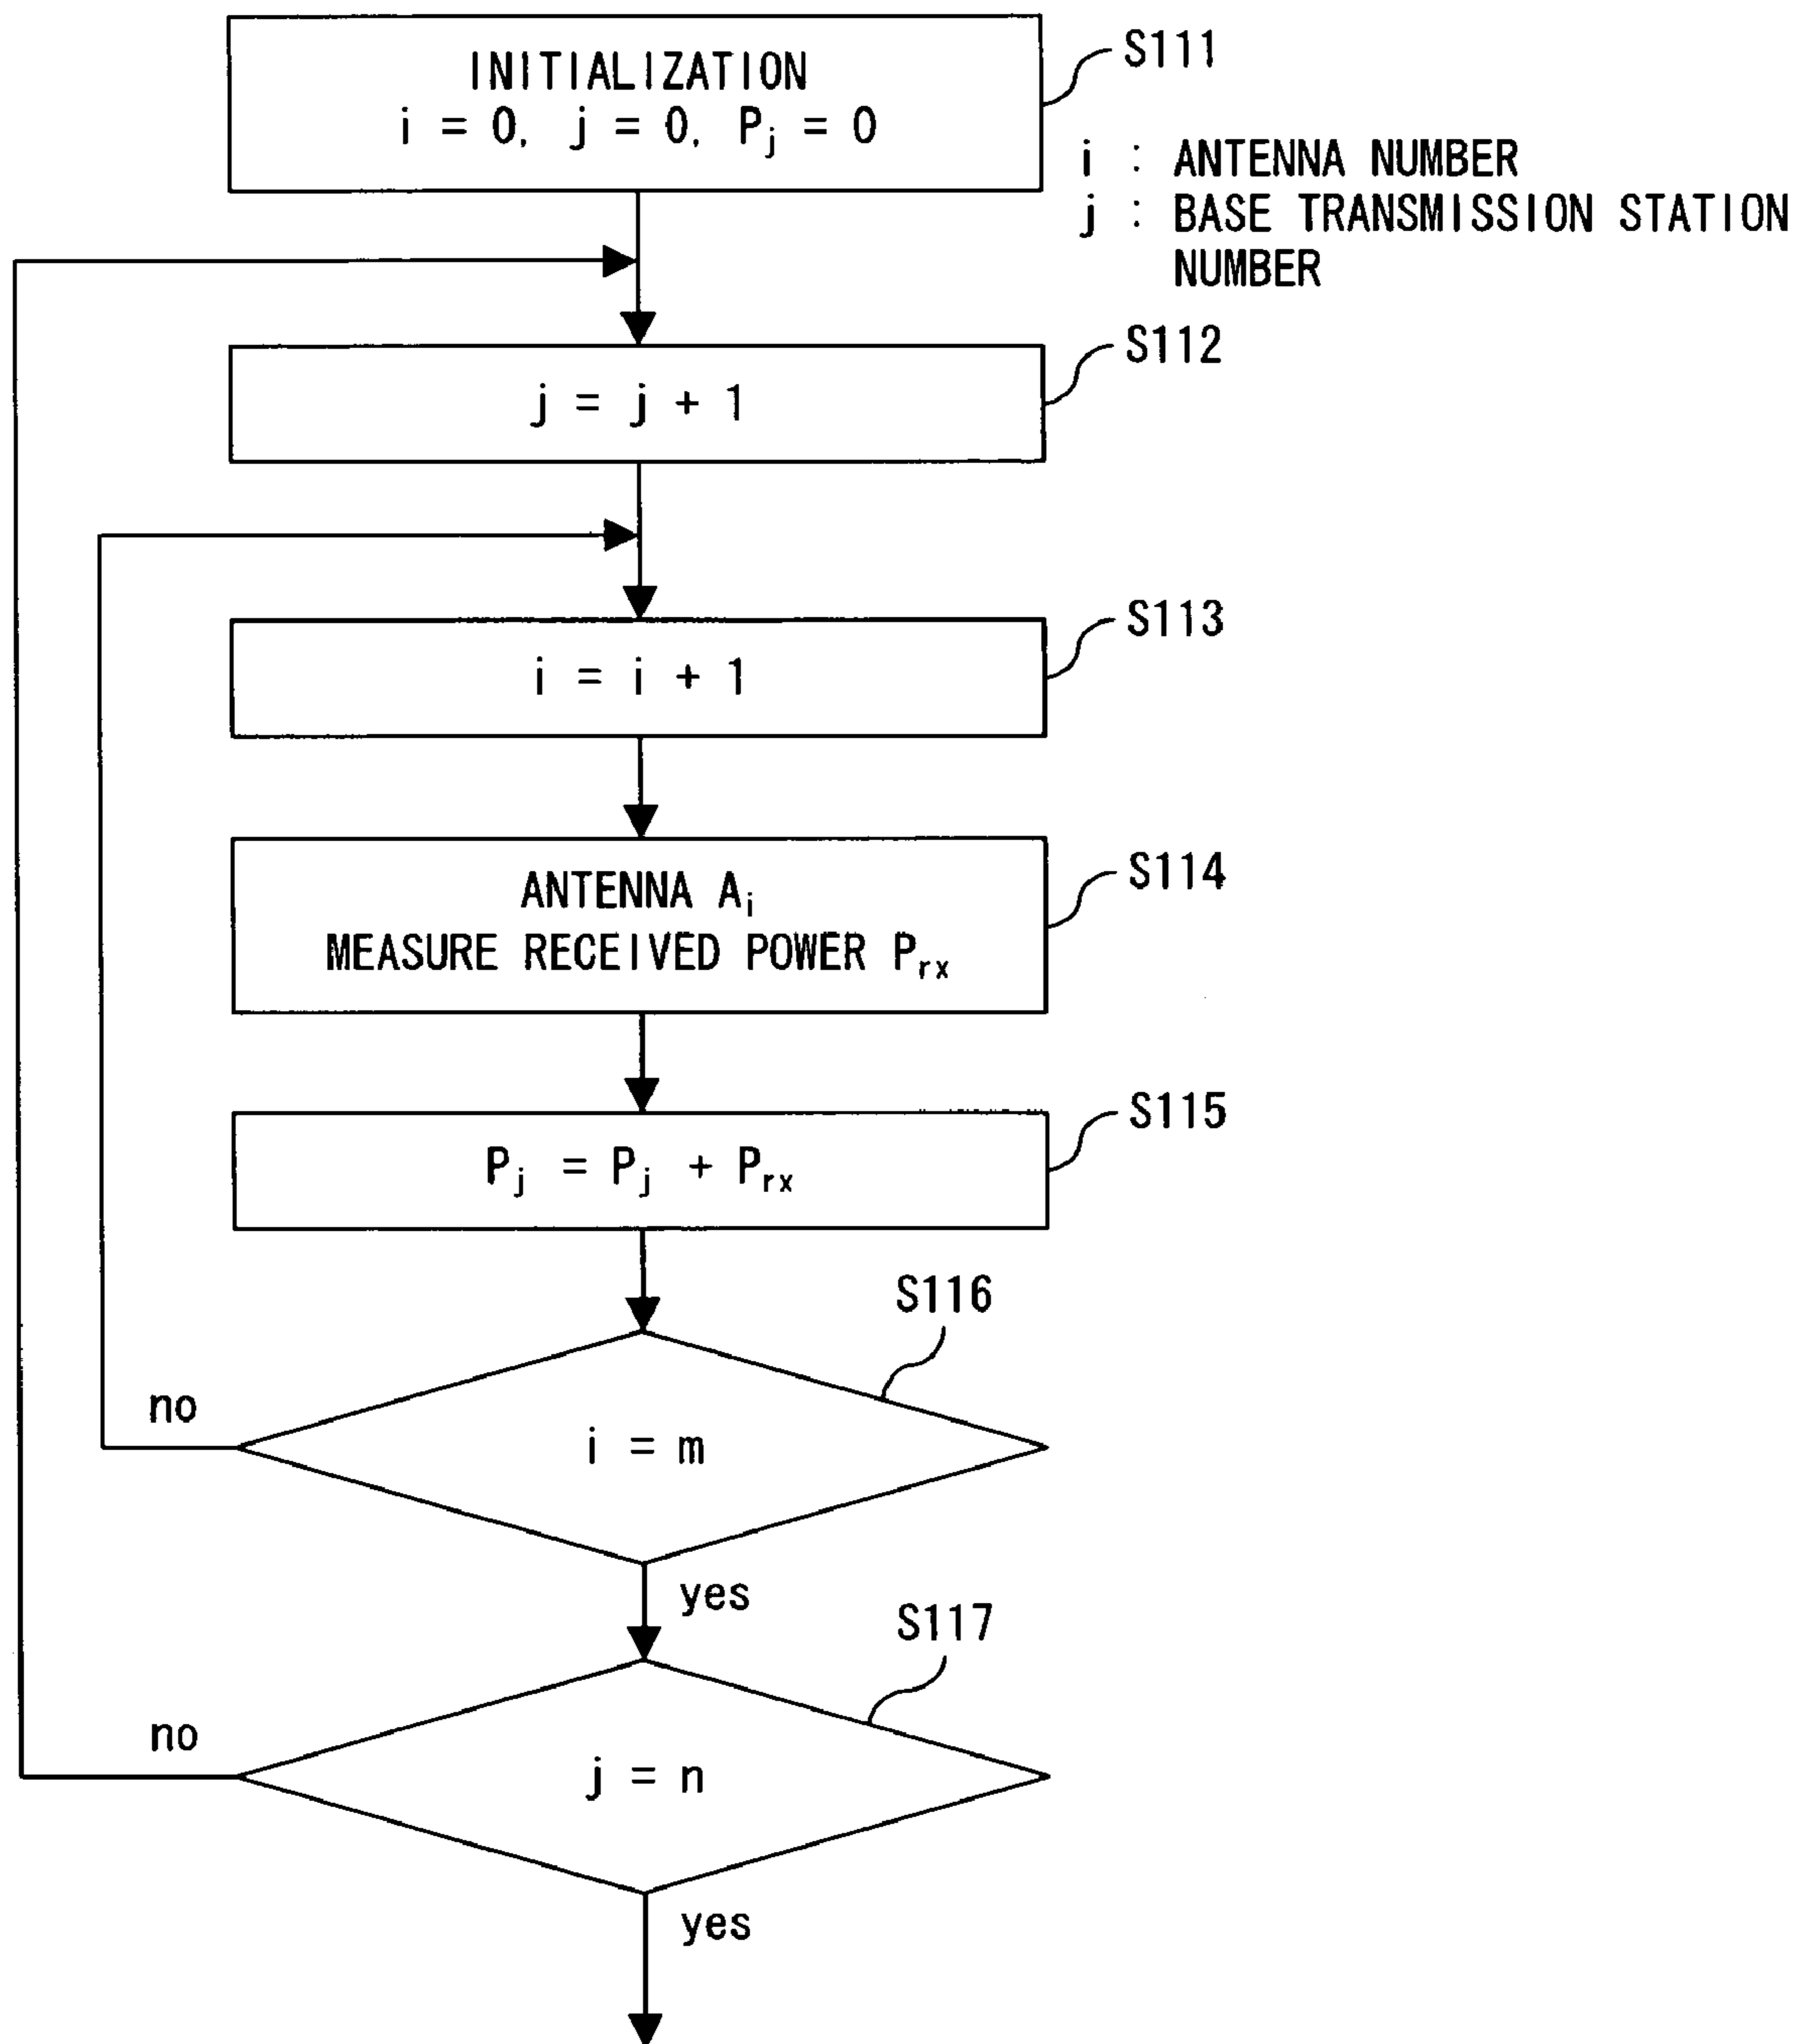 INITIALIZATION
i = 0, j = 0, Pj = 0
S111
i : ANTENNA NUMBER
j : BASE TRANSMISSION STATION
NUMBER
S112
j = j + 1
S113
i = i + 1
S114
ANTENNA Ai
MEASURE RECEIVED POWER Prx
S115
Pj = Pj + Prx
S116
no
i = m
yes
S117
no
j = n
yes